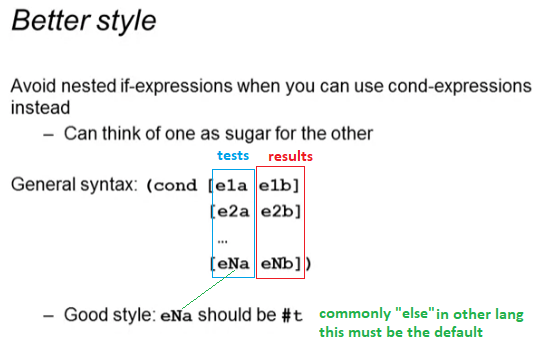 Better style
Avoid nested if-expressions when you can use cond-expressions
instead
– Can think of one as sugar for the other
tests results
General syntax: (cond [e1a e1b]
[e2a e2b]
...
[eNa eNb])
– Good style: eNa should be #t
commonly "else" in other lang
this must be the default